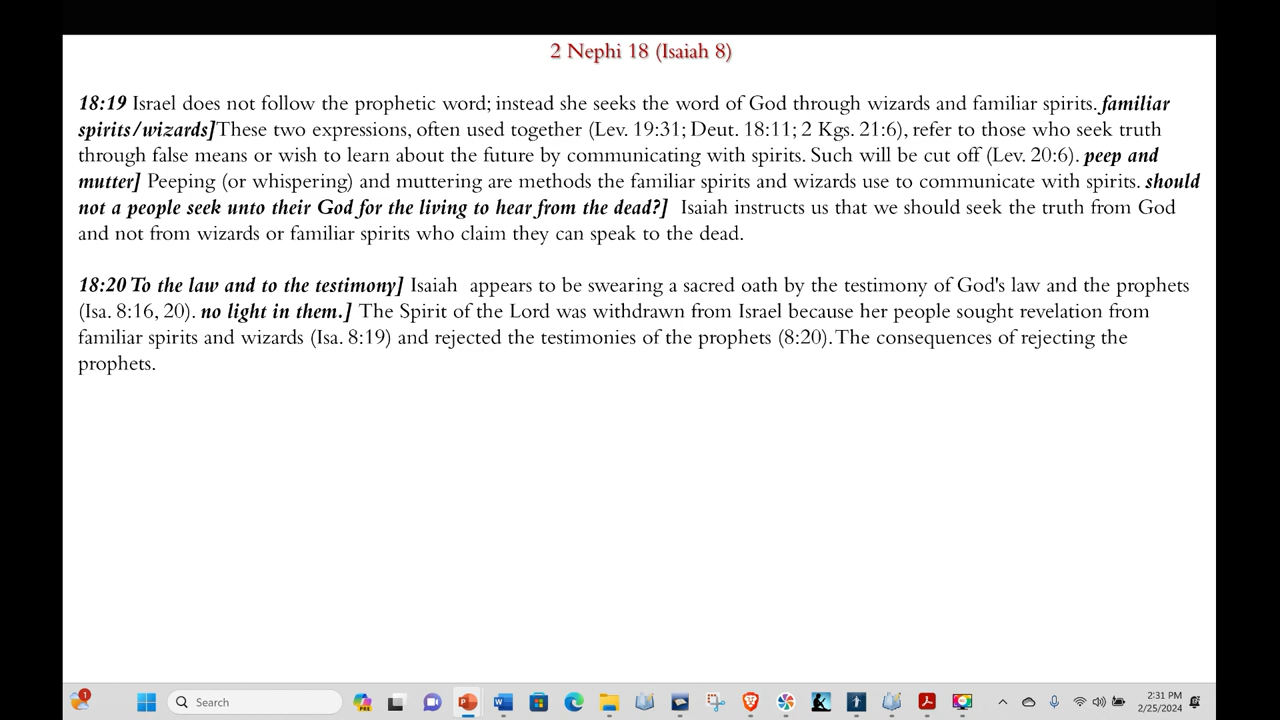 2 Nephi 18 (Isaiah 8)
18:19 Israel does not follow the prophetic word; instead she seeks the word of God through wizards and familiar spirits. familiar
spirits/wizards]These two expressions, often used together (Lev. 19:31; Deut. 18:11; 2 Kgs. 21:6), refer to those who seek truth
through false means or wish to learn about the future by communicating with spirits. Such will be cut off (Lev. 20:6). peep and
mutter] Peeping (or whispering) and muttering are methods the familiar spirits and wizards use to communicate with spirits. should
not a people seek unto their God for the living to hear from the dead?] Isaiah instructs us that we should seek the truth from God
and not from wizards or familiar spirits who claim they can speak to the dead.
18:20 To the law and to the testimony] Isaiah appears to be swearing a sacred oath by the testimony of God's law and the prophets
(Isa. 8:16, 20). no light in them.] The Spirit of the Lord was withdrawn from Israel because her people sought revelation from
familiar spirits and wizards (Isa. 8:19) and rejected the testimonies of the prophets (8:20). The consequences of rejecting the
prophets.
1
Search
PRE
2:31 PM
2/25/2024